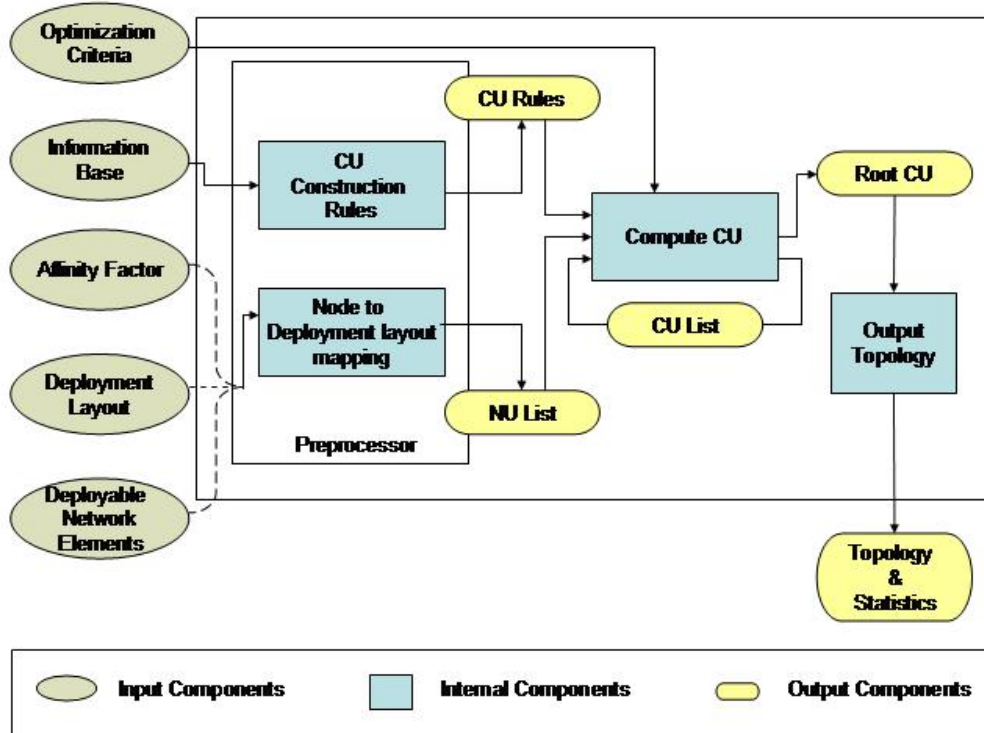 Optimization
Criteria
CU Rules
Information
Base
CU
Construction
Rules
Root CU
Compute CU
Affinity Factor
Node to
Deployment layout
mapping
CU List
Output
Topology
Deployment
Layout
NU List
Preprocessor
Deployable
Network
Elements
Topology
&
Statistics
Input Components
Internal Components
Output Components